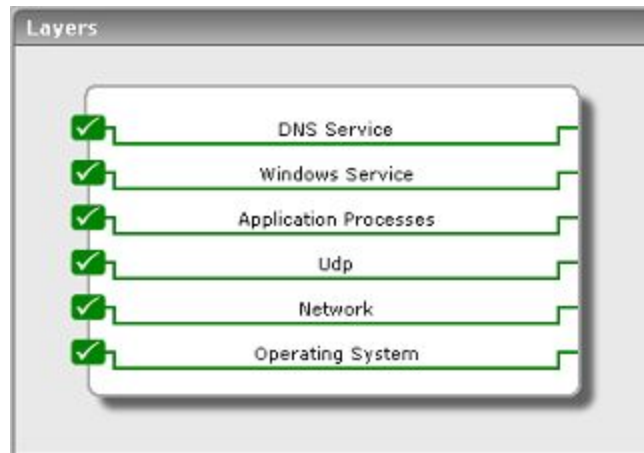 Layers
DNS Service
Windows Service
Application Processes
Udp
Network
Operating System